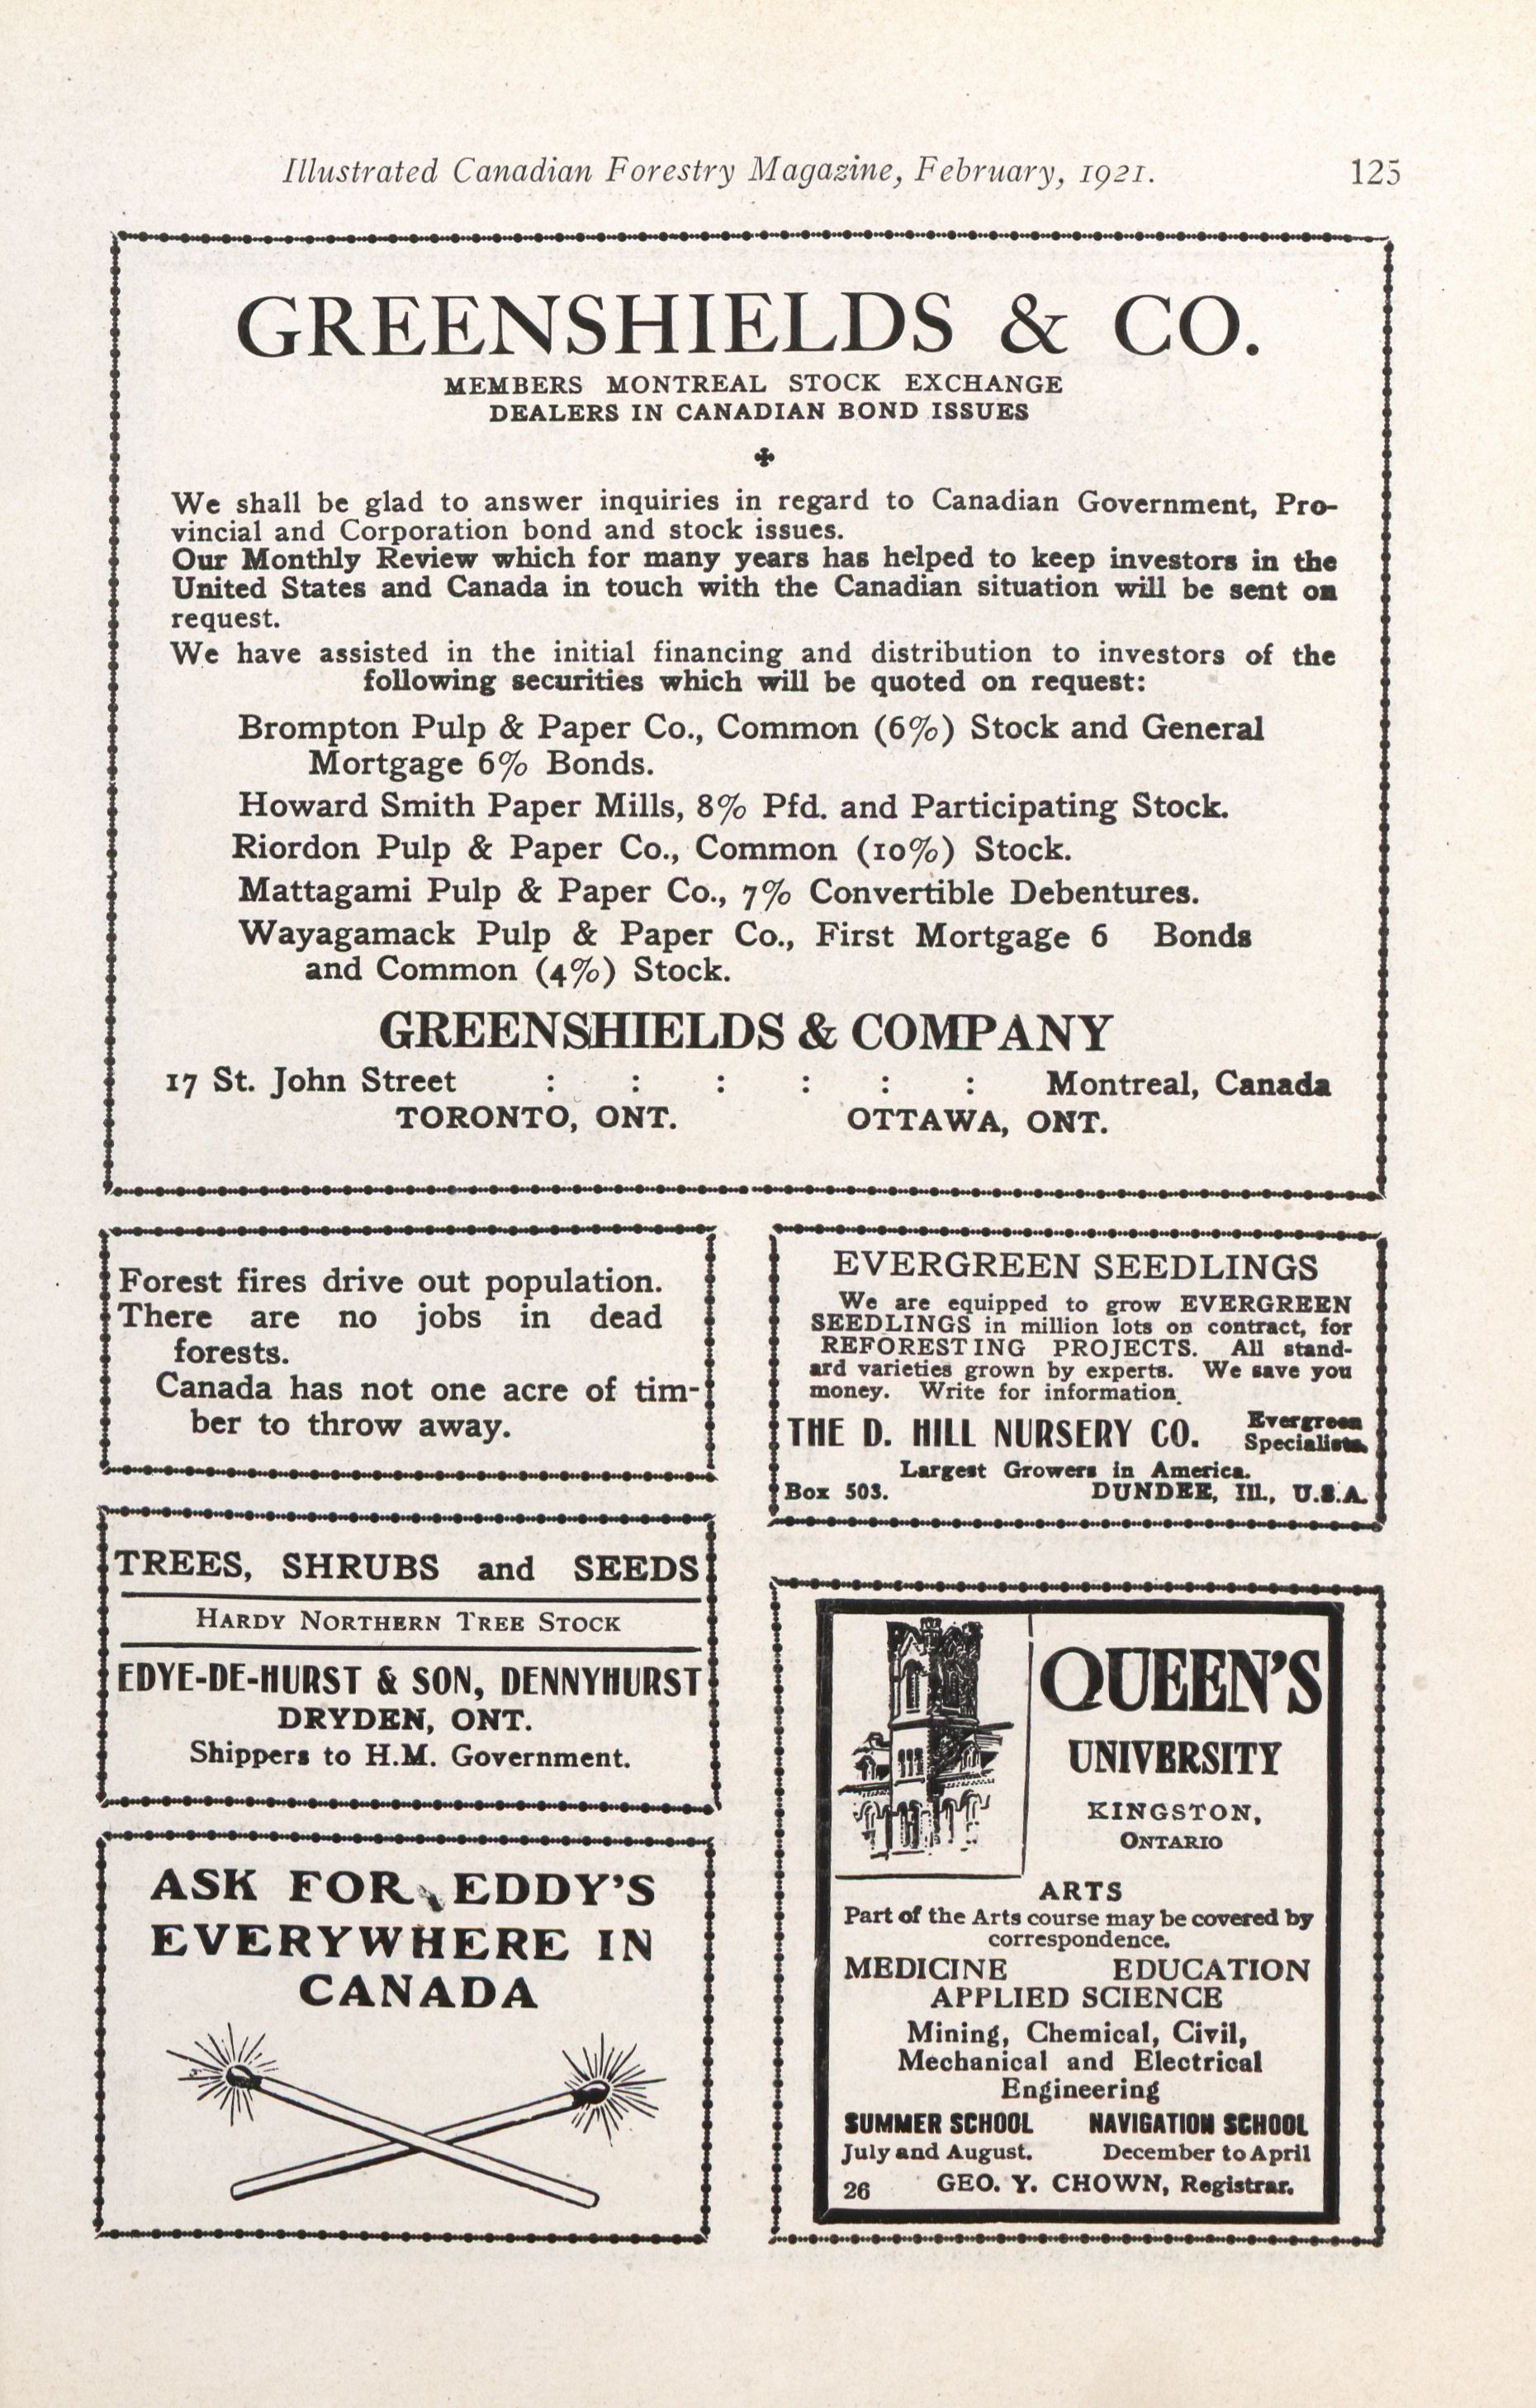 Illustrated Canadian Forestry Magazine, February, 1921. 125
GREENSHIELDS & CO.
MEMBERS MONTREAL STOCK EXCHANGE
DEALERS IN CANADIAN BOND ISSUES
We shall be glad to answer inquiries in regard to Canadian Government, Pro-
vincial and Corporation bond and stock issues.
Our Monthly Review which for many years has helped to keep investors in the
United States and Canada in touch with the Canadian situation will be sent on
request.
We have assisted in the initial financing and distribution to investors of the
following securities which will be quoted on request:
Brompton Pulp & Paper Co., Common (6%) Stock and General
Mortgage 6% Bonds.
Howard Smith Paper Mills, 8% Pfd. and Participating Stock.
Riordon Pulp & Paper Co., Common (10%) Stock.
Mattagami Pulp & Paper Co., 7% Convertible Debentures.
Wayagamack Pulp & Paper Co., First Mortgage 6 Bonds
and Common (4%) Stock.
GREENSHIELDS & COMPANY
17 St. John Street : : : : : : Montreal, Canada
TORONTO, ONT. OTTAWA, ONT.
Forest fires drive out population.
There are no jobs in dead
forests.
Canada has not one acre of tim-
ber to throw away.
TREES, SHRUBS and SEEDS
HARDY NORTHERN TREE STOCK
EDYE-DE-HURST & SON, DENNYHURST
DRYDEN, ONT.
Shippers to H.M. Government.
ASK FOR EDDY'S
EVERYWHERE IN
CANADA
EVERGREEN SEEDLINGS
We are equipped to grow EVERGREEN
SEEDLINGS in million lots on contract, for
REFORESTING PROJECTS. All stand-
ard varieties grown by experts. We save you
money. Write for information.
THE D. HILL NURSERY CO. Evergreen
Specialists.
Largest Growers in America.
Box 503. DUNDEE, Ill., U.S.A.
QUEEN'S
UNIVERSITY
KINGSTON,
ONTARIO
ARTS
Part of the Arts course may be covered by
correspondence.
MEDICINE EDUCATION
APPLIED SCIENCE
Mining, Chemical, Civil,
Mechanical and Electrical
Engineering
SUMMER SCHOOL NAVIGATION SCHOOL
July and August. December to April
26 GEO. Y. CHOWN, Registrar.